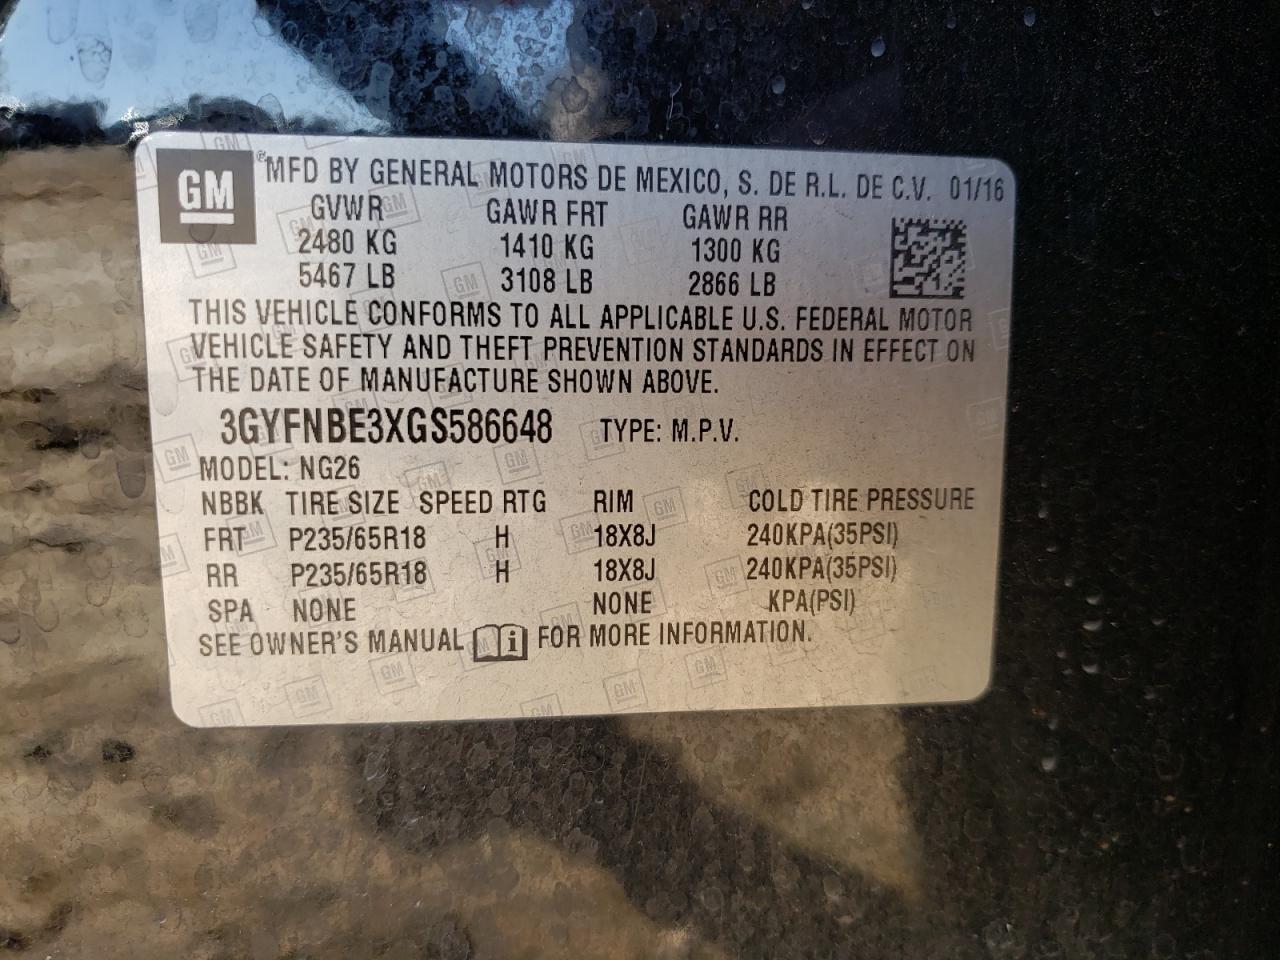 GM ® MFD BY GENERAL MOTORS DE MEXICO, S. DE R.L. DE C.V. 01/16
GVWR GAWR FRT GAWR RR
2480 KG 1410 KG 1300 KG
5467 LB 3108 LB 2866 LB
THIS VEHICLE CONFORMS TO ALL APPLICABLE U.S. FEDERAL MOTOR
VEHICLE SAFETY AND THEFT PREVENTION STANDARDS IN EFFECT ON
THE DATE OF MANUFACTURE SHOWN ABOVE.
3GYFNBE3XGS586648 TYPE: M.P.V.
MODEL: NG26
NBBK TIRE SIZE SPEED RTG RIM COLD TIRE PRESSURE
FRT P235/65R18 H 18X8J 240KPA(35PSI)
RR P235/65R18 H 18X8J 240KPA(35PSI)
SPA NONE NONE KPA(PSI)
SEE OWNER'S MANUAL i FOR MORE INFORMATION.